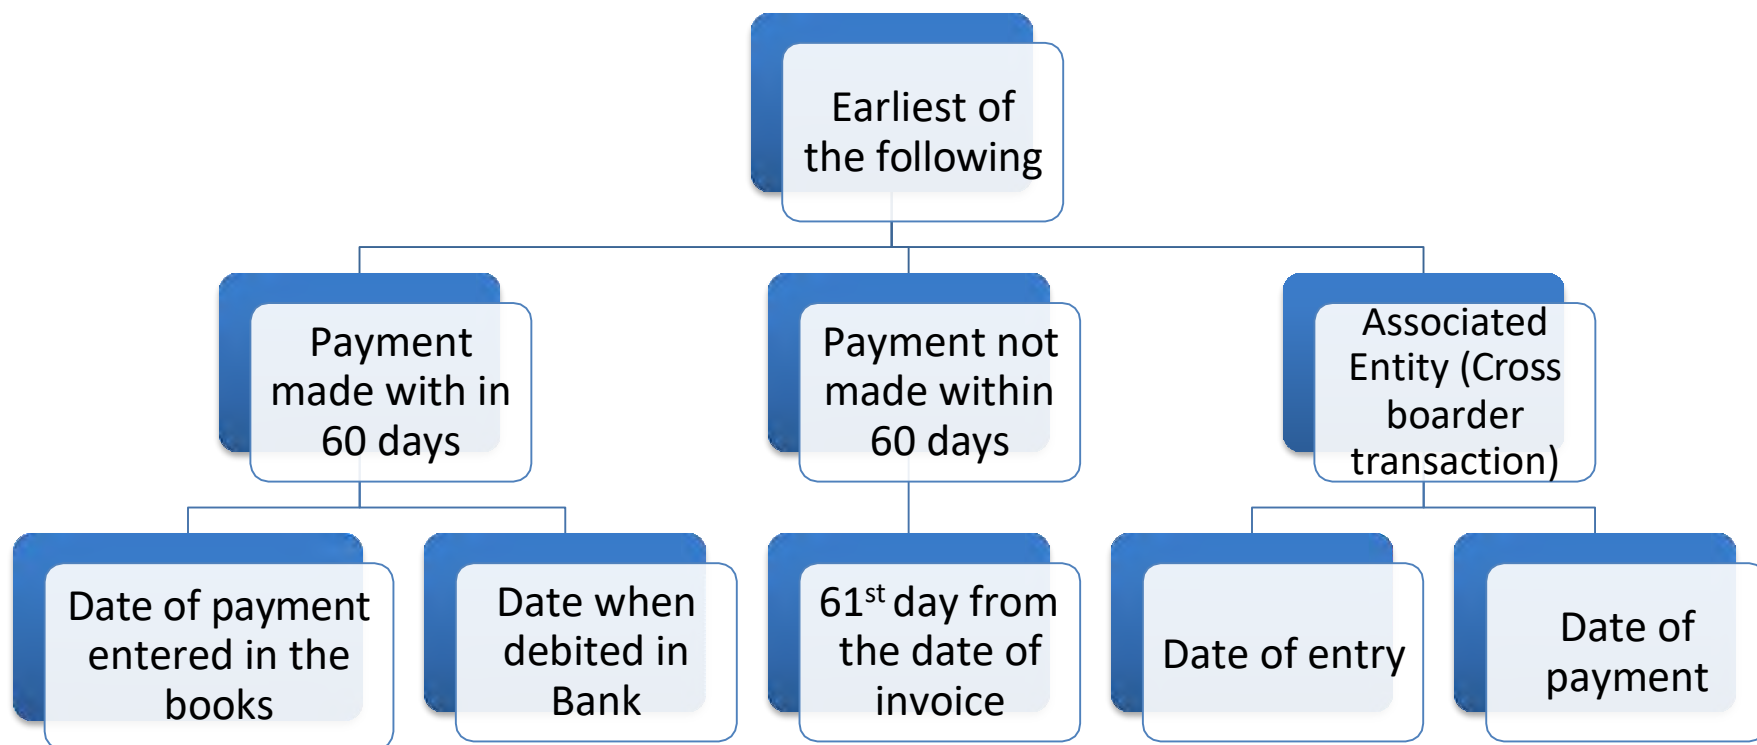 Earliest of
the following
Payment
made with in
60 days
Payment not
made within
60 days
Associated
Entity (Cross
boarder
transaction)
Date of payment
entered in the
books
Date when
debited in
Bank
61st day from
the date of
invoice
Date of entry
Date of
payment